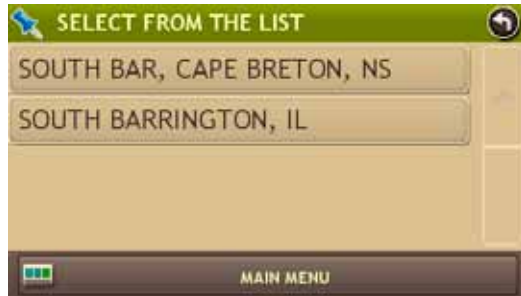 SELECT FROM THE LIST
SOUTH BAR, CAPE BRETON, NS
SOUTH BARRINGTON, IL
MAIN MENU